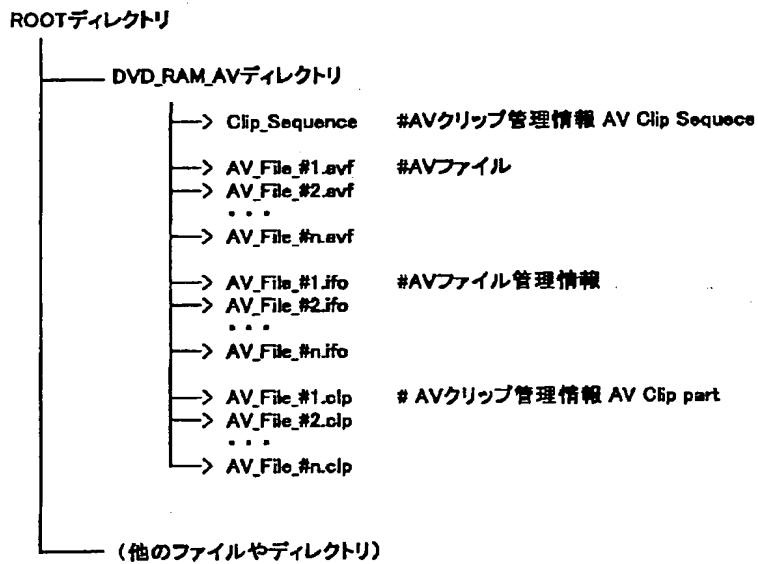 ROOTディレクトリ
DVD_RAM_AVディレクトリ
Clip_Sequence #AVクリップ管理情報 AV Clip Sequece
AV_File_#1.avf #AVファイル
AV_File_#2.avf
・・・
AV_File_#n.avf
AV_File_#1.ifo #AVファイル管理情報
AV_File_#2.ifo
・・・
AV_File_#n.ifo
AV_File_#1.clp # AVクリップ管理情報 AV Clip part
AV_File_#2.clp
・・・
AV_File_#n.clp
(他のファイルやディレクトリ)